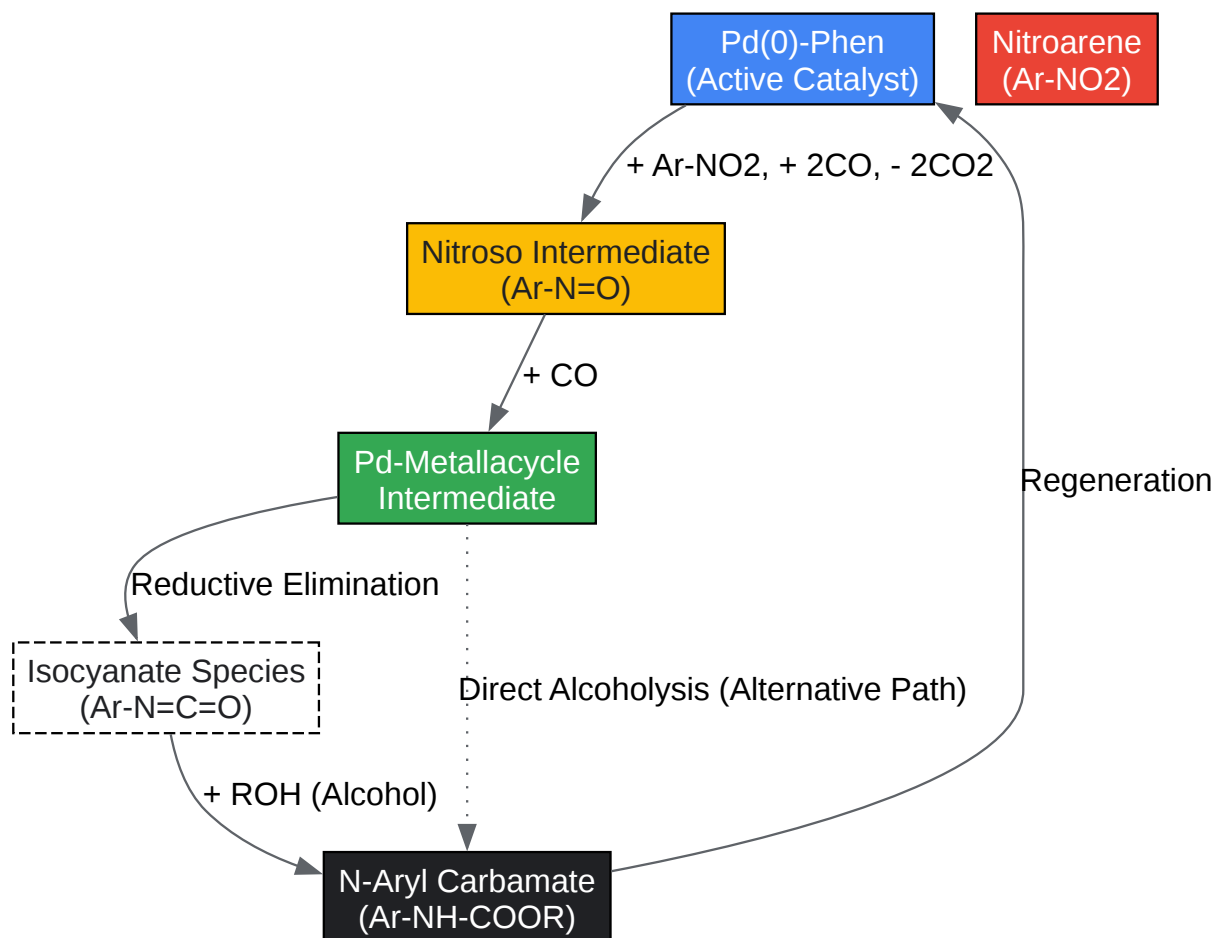 Pd(0)-Phen
(Active Catalyst)
Nitroarene
(Ar-NO2)
+ Ar-NO2, + 2CO, - 2CO2
Nitroso Intermediate
(Ar-N=O)
+ CO
Pd-Metallacycle
Intermediate
Regeneration
Reductive Elimination
Isocyanate Species
(Ar-N=C=O)
Direct Alcoholysis (Alternative Path)
+ ROH (Alcohol)
N-Aryl Carbamate
(Ar-NH-COOR)